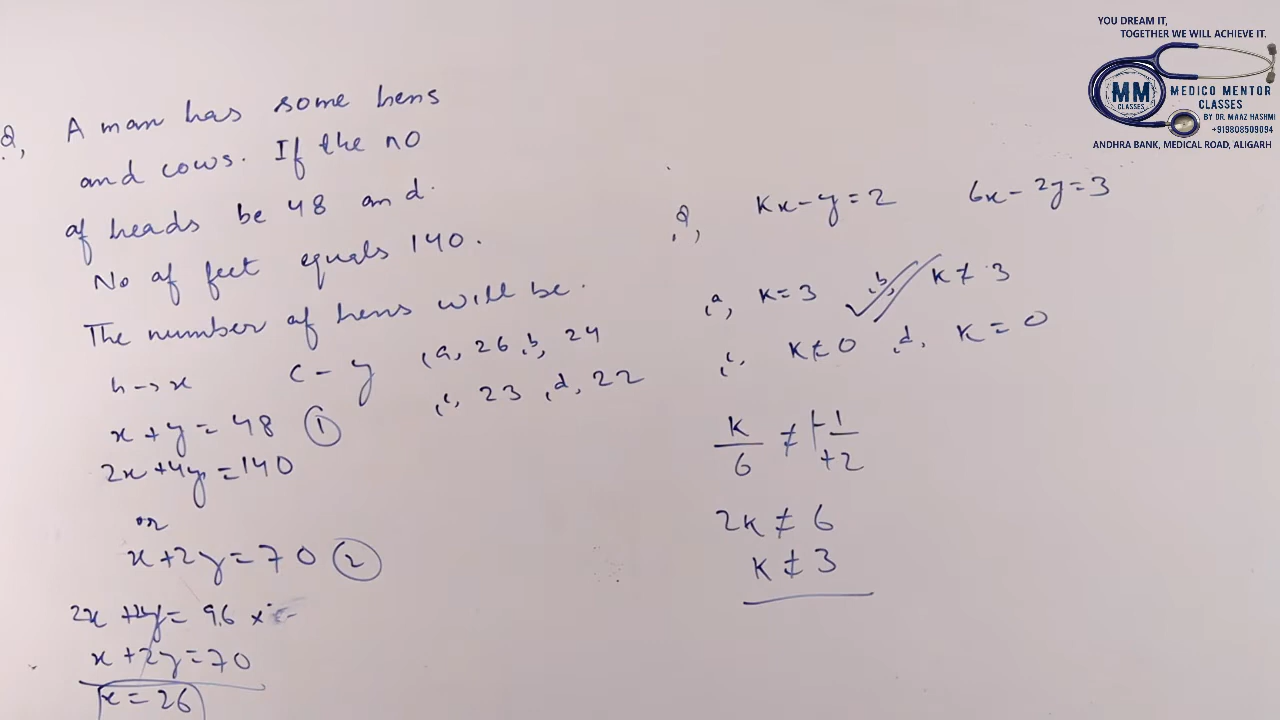 Q, A man has some hens
and cows. If the no
of heads be 48 and
No of feet equals 140.
The number of hens will be.
h → x c - y
(a, 26 (b, 24
(c, 23 (d, 22
x + y = 48 ①
2x + 4y = 140
or
x + 2y = 70 ②
2x + 2y = 96
x + 2y = 70
x = 26
Q, Kx - y = 2 6x - 2y = 3
(a, K = 3 (b, K ≠ 3
(c, K ≠ 0 (d, K = 0
K/6 ≠ -1/+2
2K ≠ 6
K ≠ 3
YOU DREAM IT,
TOGETHER WE WILL ACHIEVE IT.
MM
CLASSES
MEDICO MENTOR
CLASSES
BY DR. MAAZ HASHMI
+919808509094
ANDHRA BANK, MEDICAL ROAD, ALIGARH